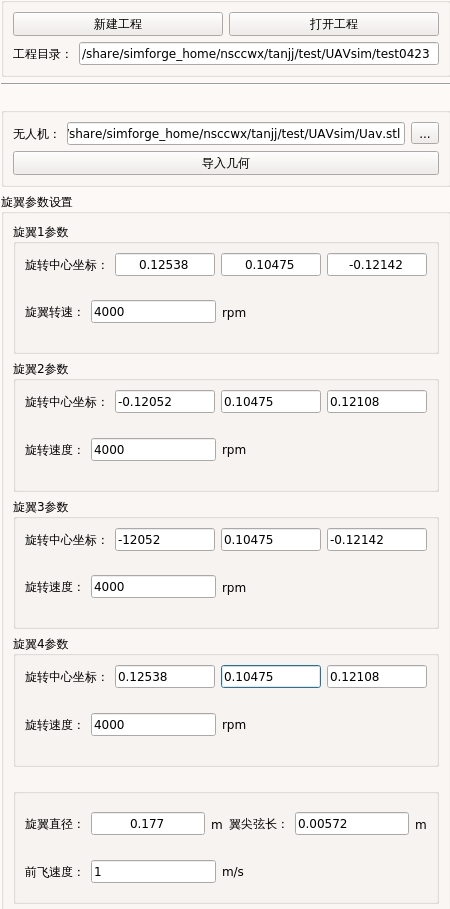 新建工程 打开工程
工程目录： /share/simforge_home/nsccwx/tanjj/test/UAVsim/test0423
无人机： /share/simforge_home/nsccwx/tanjj/test/UAVsim/Uav.stl ...
导入几何
旋翼参数设置
旋翼1参数
旋转中心坐标： 0.12538 0.10475 -0.12142
旋翼转速： 4000 rpm
旋翼2参数
旋转中心坐标： -0.12052 0.10475 0.12108
旋转速度： 4000 rpm
旋翼3参数
旋转中心坐标： -12052 0.10475 -0.12142
旋转速度： 4000 rpm
旋翼4参数
旋转中心坐标： 0.12538 0.10475 0.12108
旋转速度： 4000 rpm
旋翼直径： 0.177 m 翼尖弦长： 0.00572 m
前飞速度： 1 m/s